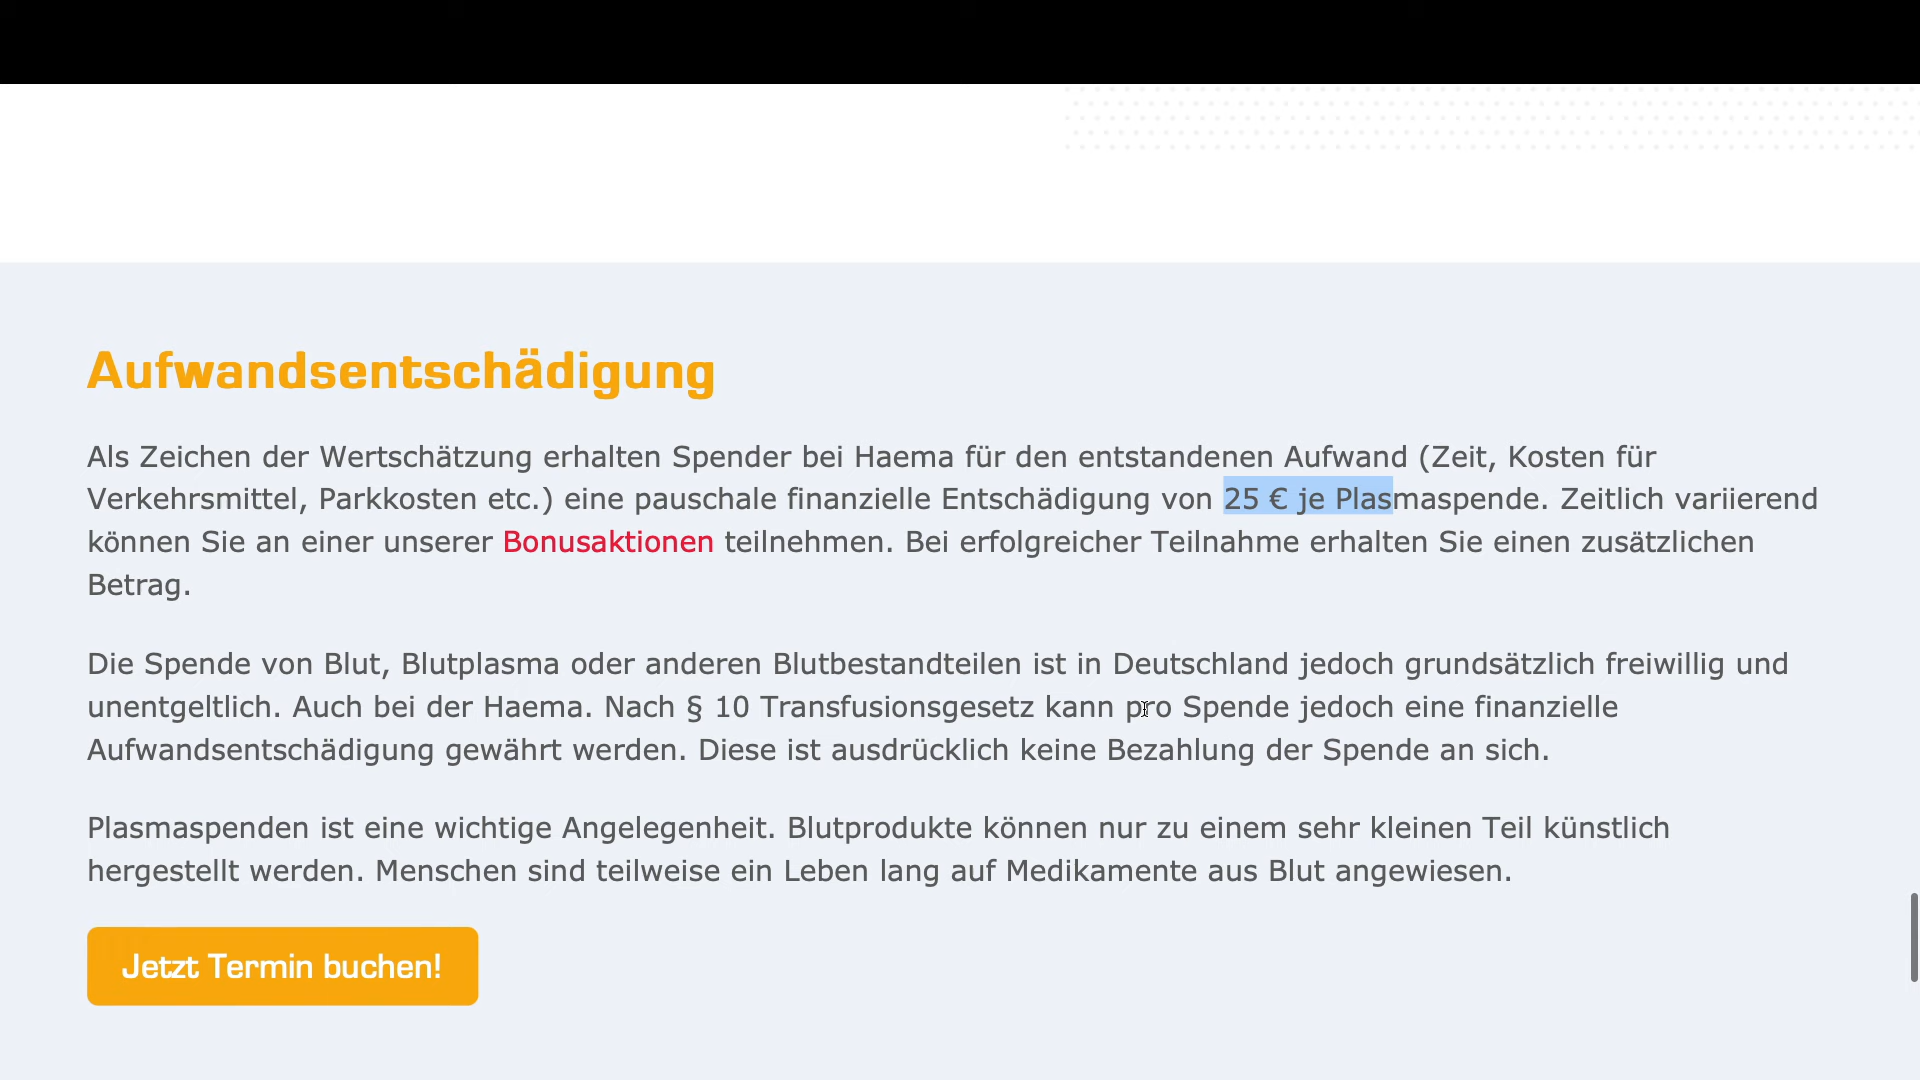 Aufwandsentschädigung
Als Zeichen der Wertschätzung erhalten Spender bei Haema für den entstandenen Aufwand (Zeit, Kosten für
Verkehrsmittel, Parkkosten etc.) eine pauschale finanzielle Entschädigung von 25 € je Plasmaspende. Zeitlich variierend
können Sie an einer unserer Bonusaktionen teilnehmen. Bei erfolgreicher Teilnahme erhalten Sie einen zusätzlichen
Betrag.
Die Spende von Blut, Blutplasma oder anderen Blutbestandteilen ist in Deutschland jedoch grundsätzlich freiwillig und
unentgeltlich. Auch bei der Haema. Nach § 10 Transfusionsgesetz kann pro Spende jedoch eine finanzielle
Aufwandsentschädigung gewährt werden. Diese ist ausdrücklich keine Bezahlung der Spende an sich.
Plasmaspenden ist eine wichtige Angelegenheit. Blutprodukte können nur zu einem sehr kleinen Teil künstlich
hergestellt werden. Menschen sind teilweise ein Leben lang auf Medikamente aus Blut angewiesen.
Jetzt Termin buchen!